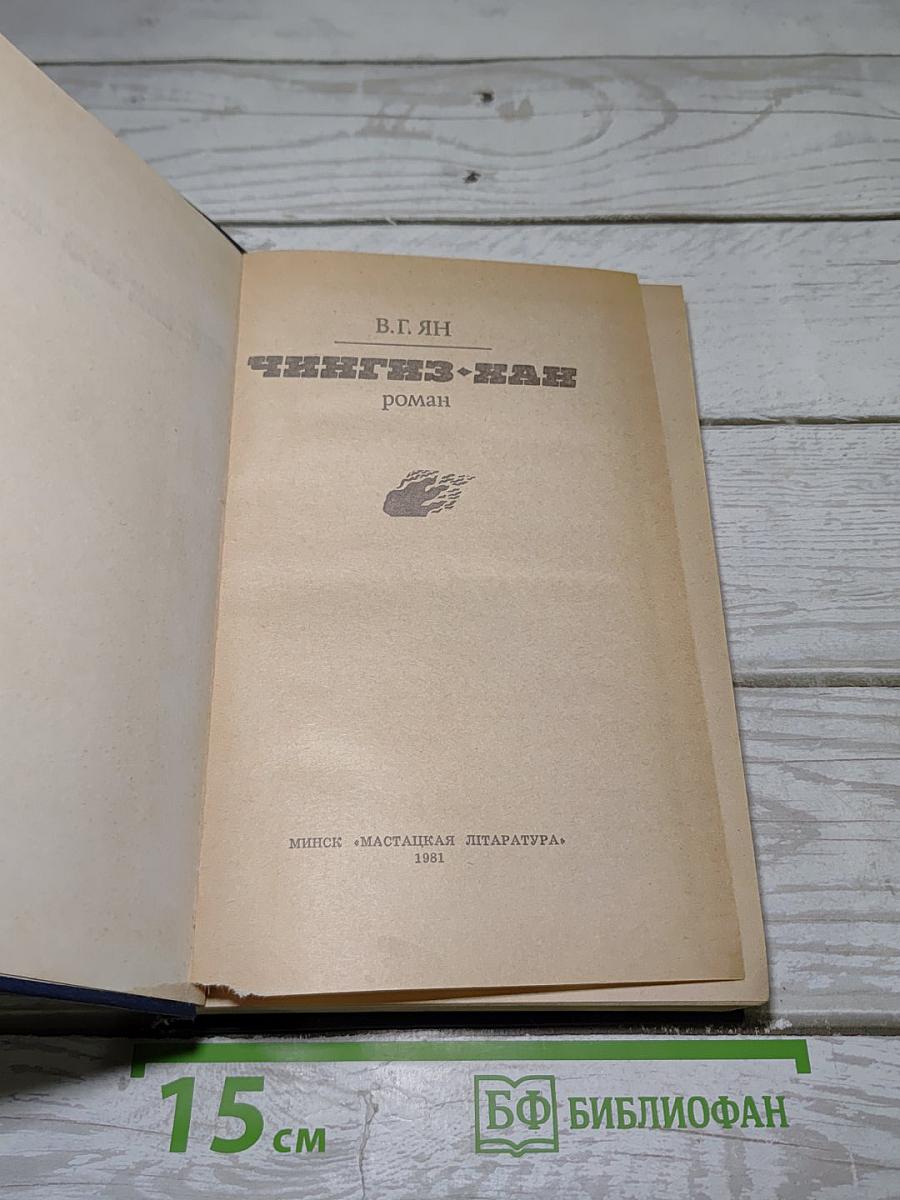 В.Г. ЯН
ЧИНГИЗ-ХАН
роман
МИНСК «МАСТАЦКАЯ ЛІТАРАТУРА»
1981
15 см
БФ БИБЛИОФАН